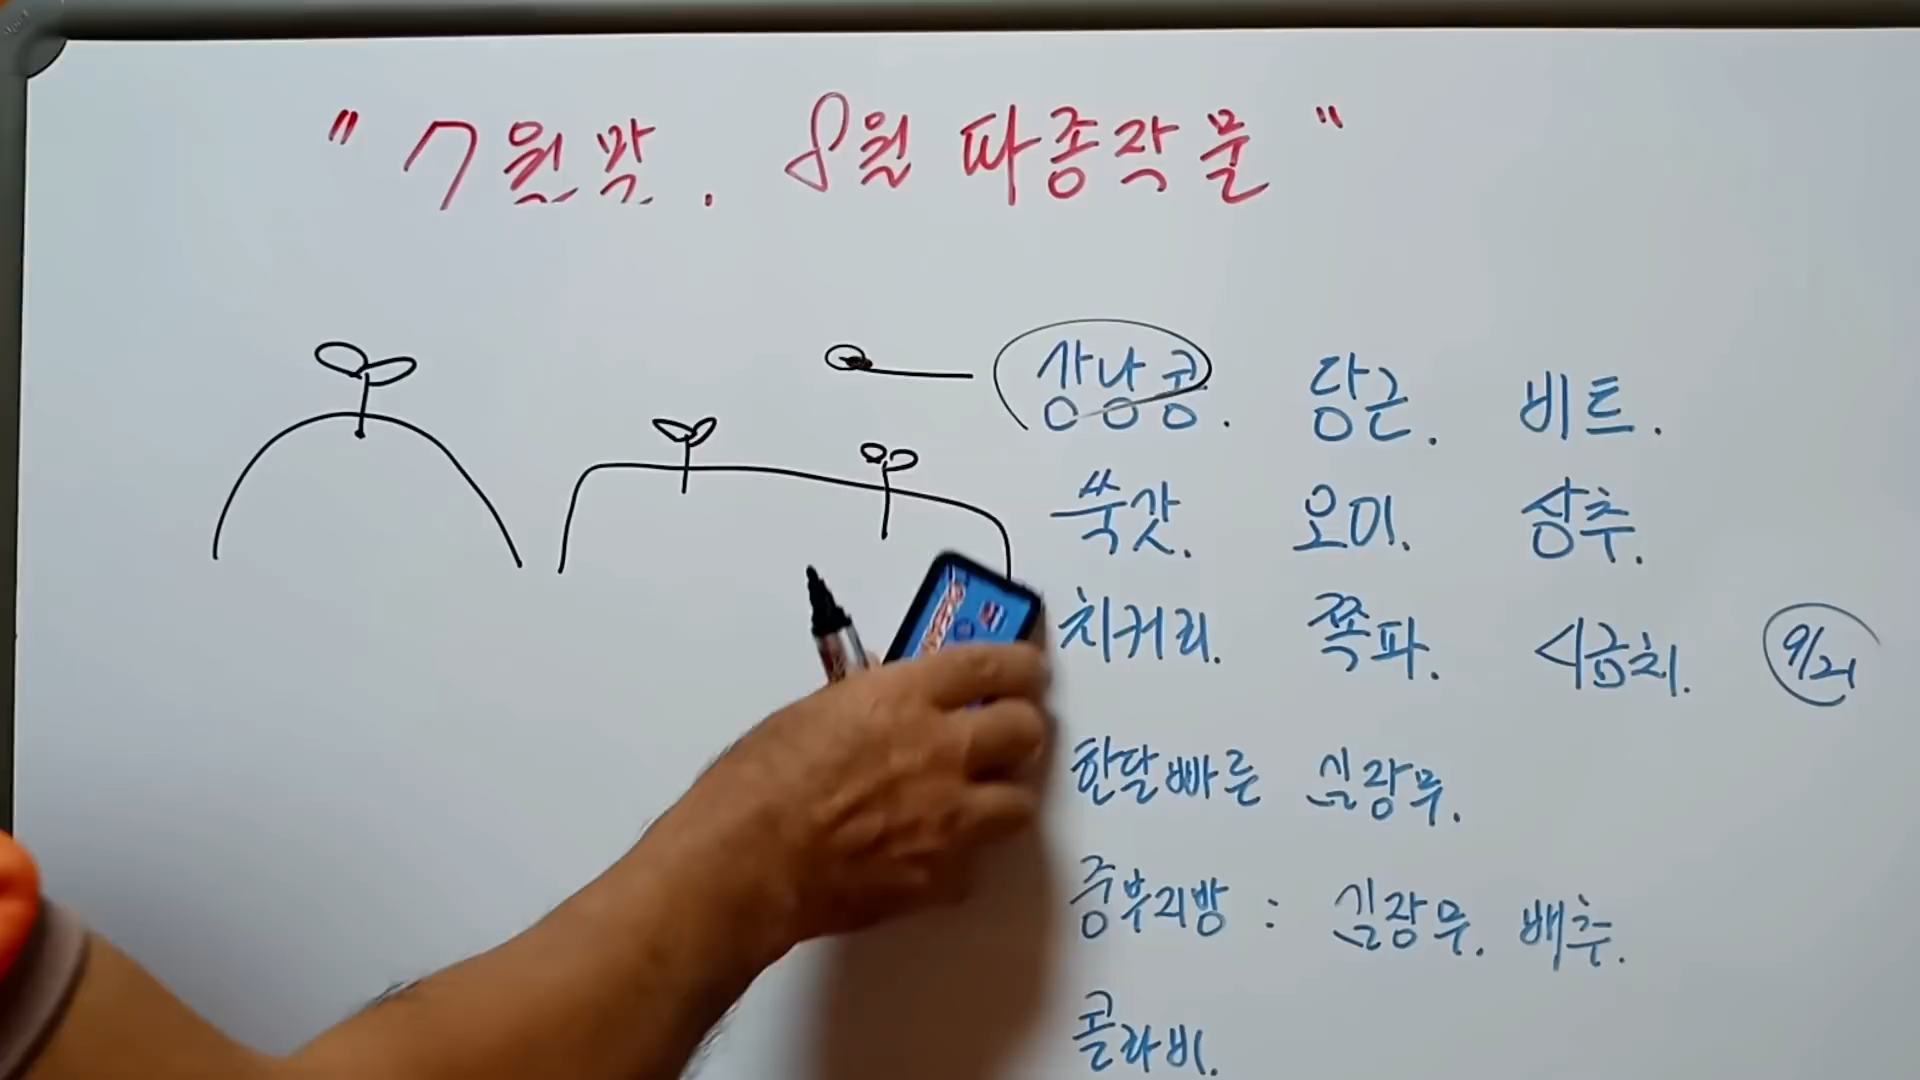 " 7월말. 8월 파종작물 "
강낭콩. 당근. 비트.
쑥갓. 오이. 상추.
치커리. 쪽파. 시금치. 9/21
한달빠른 김장무.
중부지방 : 김장무. 배추.
콜라비.